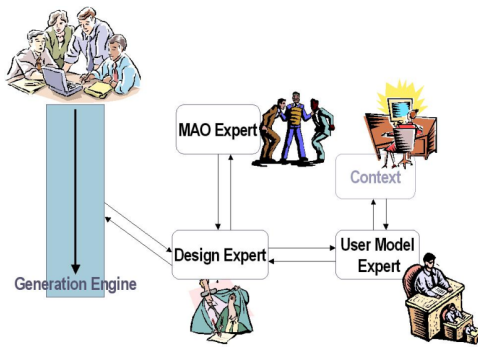 MAO Expert
Context
Design Expert
User Model
Expert
Generation Engine